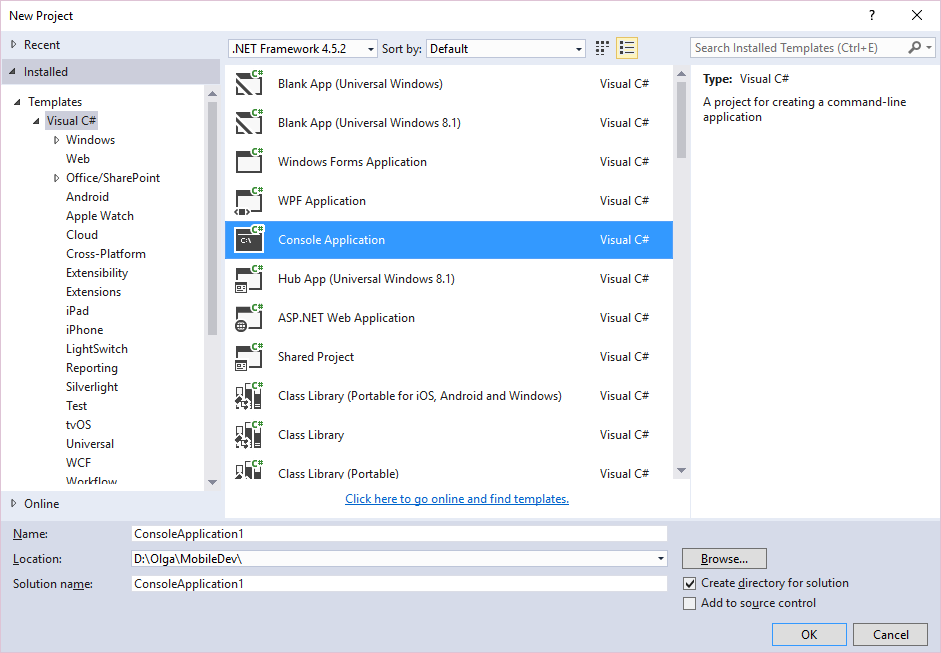 New Project
?
Recent
.NET Framework 4.5.2 Sort by: Default
Search Installed Templates (Ctrl+E)
Installed
Templates
Visual C#
Windows
Web
Office/SharePoint
Android
Apple Watch
Cloud
Cross-Platform
Extensibility
Extensions
iPad
iPhone
LightSwitch
Reporting
Silverlight
Test
tvOS
Universal
WCF
Workflow
Online
C# Blank App (Universal Windows) Visual C#
C# Blank App (Universal Windows 8.1) Visual C#
C# Windows Forms Application Visual C#
C# WPF Application Visual C#
C# C:\ Console Application Visual C#
C# Hub App (Universal Windows 8.1) Visual C#
C# ASP.NET Web Application Visual C#
C# Shared Project Visual C#
C# Class Library (Portable for iOS, Android and Windows) Visual C#
C# Class Library Visual C#
C# Class Library (Portable) Visual C#
Click here to go online and find templates.
Type: Visual C#
A project for creating a command-line
application
Name: ConsoleApplication1
Location: D:\Olga\MobileDev\ Browse...
Solution name: ConsoleApplication1
Create directory for solution
Add to source control
OK Cancel